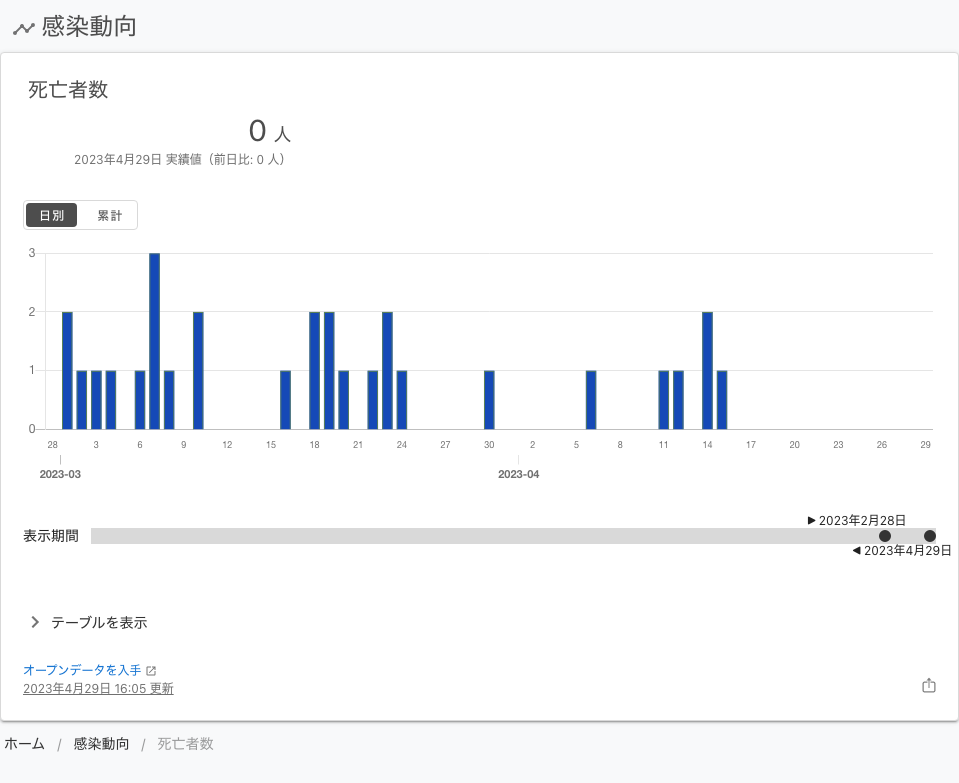 感染動向
死亡者数
0 人
2023年4月29日 実績値（前日比: 0 人）
日別 累計
3
2
1
0
28 3 6 9 12 15 18 21 24 27 30 2 5 8 11 14 17 20 23 26 29
2023-03 2023-04
▶ 2023年2月28日
表示期間
◀ 2023年4月29日
テーブルを表示
オープンデータを入手
2023年4月29日 16:05 更新
ホーム / 感染動向 / 死亡者数